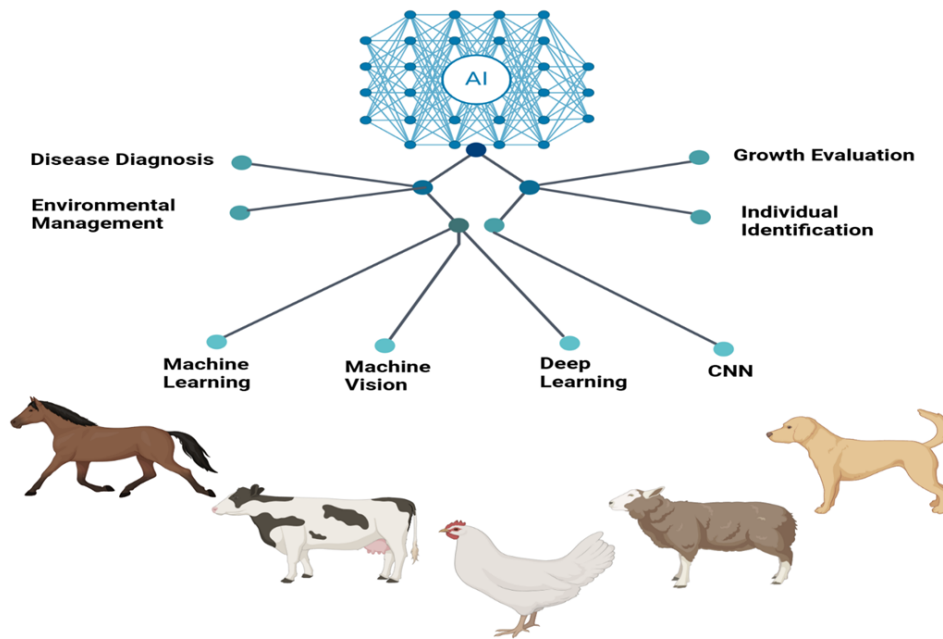 AI
Disease Diagnosis
Growth Evaluation
Environmental
Management
Individual
Identification
Machine
Learning
Machine
Vision
Deep
Learning
CNN